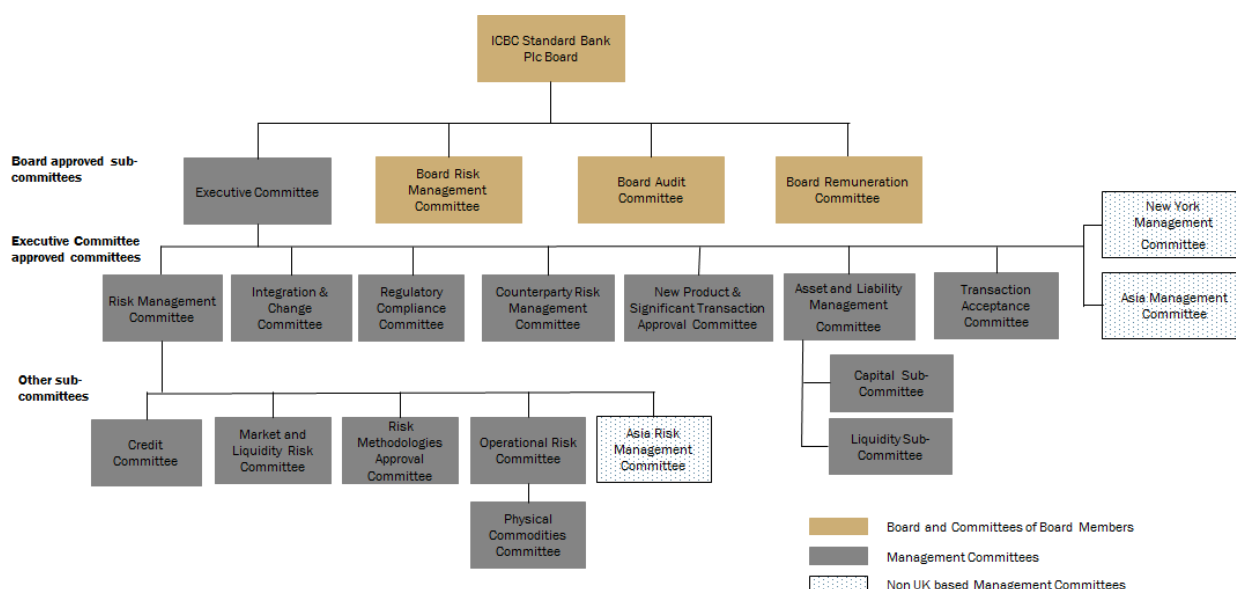 ICBC Standard Bank
Plc Board
Board approved sub-
committees
Executive Committee
Board Risk
Management
Committee
Board Audit
Committee
Board Remuneration
Committee
New York
Management
Committee
Executive Committee
approved committees
Risk Management
Committee
Integration &
Change
Committee
Regulatory
Compliance
Committee
Counterparty Risk
Management
Committee
New Product &
Significant Transaction
Approval Committee
Asset and Liability
Management
Committee
Transaction
Acceptance
Committee
Asia Management
Committee
Other sub-
committees
Capital Sub-
Committee
Liquidity Sub-
Committee
Credit
Committee
Market and
Liquidity Risk
Committee
Risk
Methodologies
Approval
Committee
Operational Risk
Committee
Asia Risk
Management
Committee
Physical
Commodities
Committee
Board and Committees of Board Members
Management Committees
Non UK based Management Committees